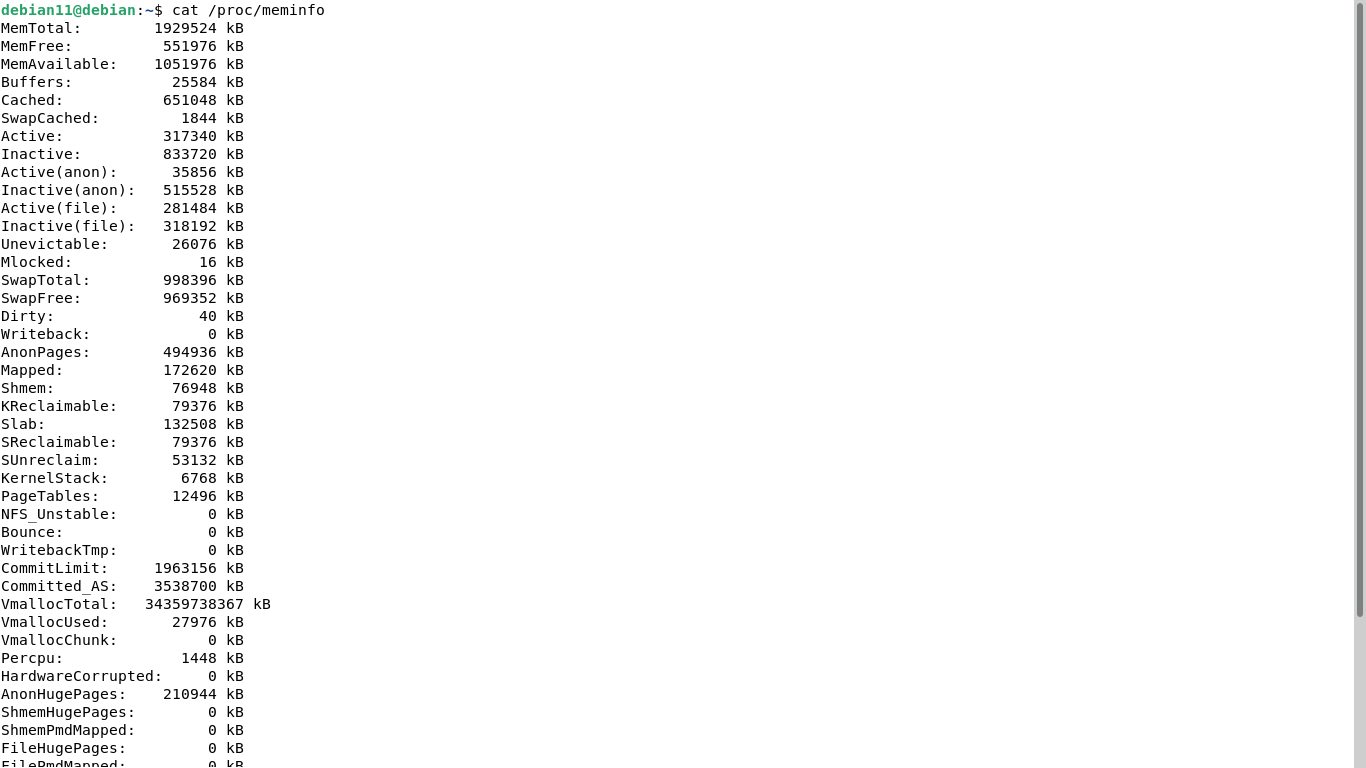 debian11@debian:~$ cat /proc/meminfo
MemTotal:        1929524 kB
MemFree:          551976 kB
MemAvailable:    1051976 kB
Buffers:           25584 kB
Cached:           651048 kB
SwapCached:         1844 kB
Active:           317340 kB
Inactive:         833720 kB
Active(anon):      35856 kB
Inactive(anon):   515528 kB
Active(file):     281484 kB
Inactive(file):   318192 kB
Unevictable:       26076 kB
Mlocked:              16 kB
SwapTotal:        998396 kB
SwapFree:         969352 kB
Dirty:                40 kB
Writeback:             0 kB
AnonPages:        494936 kB
Mapped:           172620 kB
Shmem:             76948 kB
KReclaimable:      79376 kB
Slab:             132508 kB
SReclaimable:      79376 kB
SUnreclaim:        53132 kB
KernelStack:        6768 kB
PageTables:        12496 kB
NFS_Unstable:          0 kB
Bounce:                0 kB
WritebackTmp:          0 kB
CommitLimit:     1963156 kB
Committed_AS:    3538700 kB
VmallocTotal:   34359738367 kB
VmallocUsed:       27976 kB
VmallocChunk:          0 kB
Percpu:             1448 kB
HardwareCorrupted:     0 kB
AnonHugePages:    210944 kB
ShmemHugePages:        0 kB
ShmemPmdMapped:        0 kB
FileHugePages:         0 kB
FilePmdMapped:         0 kB